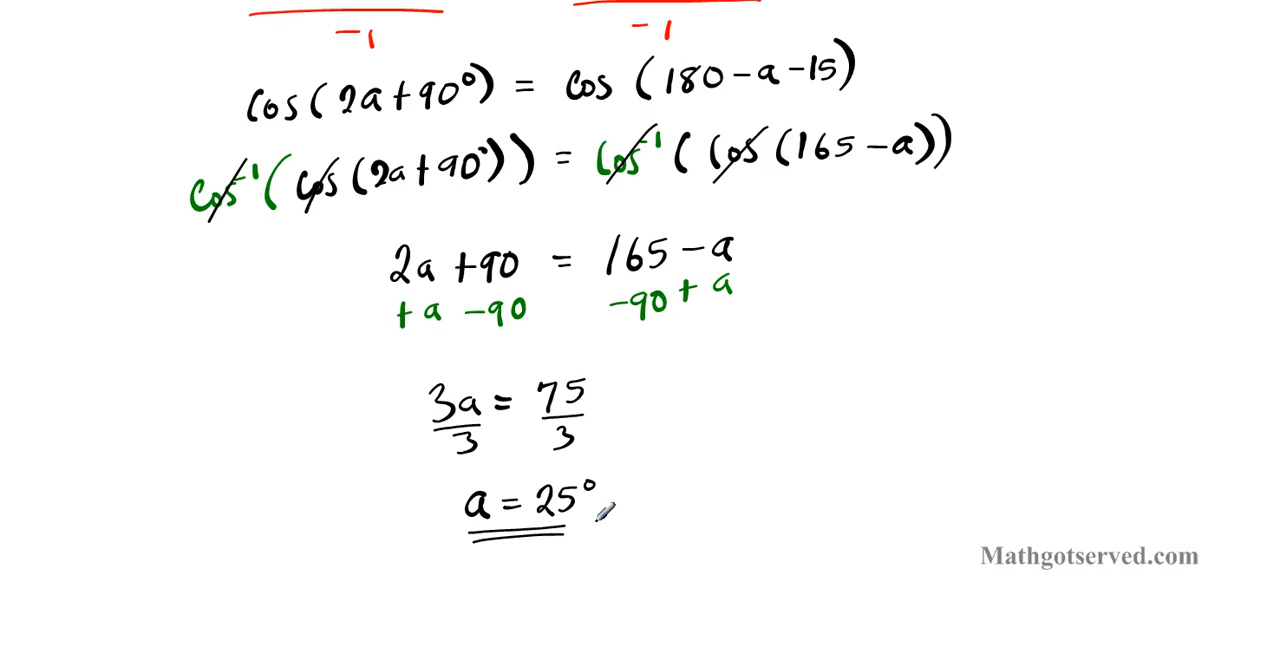 -1 -1
cos(2a+90°) = cos(180-a-15)
cos⁻¹(cos(2a+90°)) = cos⁻¹(cos(165-a))
2a+90 = 165-a
+a -90 -90 +a
3a = 75
3 3
a = 25°
Mathgotserved.com